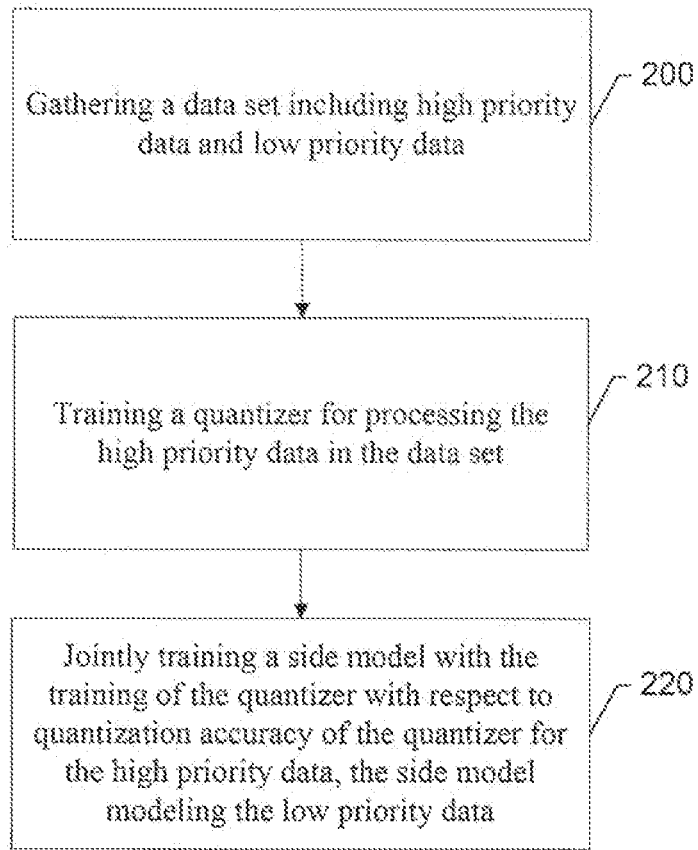 Gathering a data set including high priority
data and low priority data
200
Training a quantizer for processing the
high priority data in the data set
210
Jointly training a side model with the
training of the quantizer with respect to
quantization accuracy of the quantizer for
the high priority data, the side model
modeling the low priority data
220